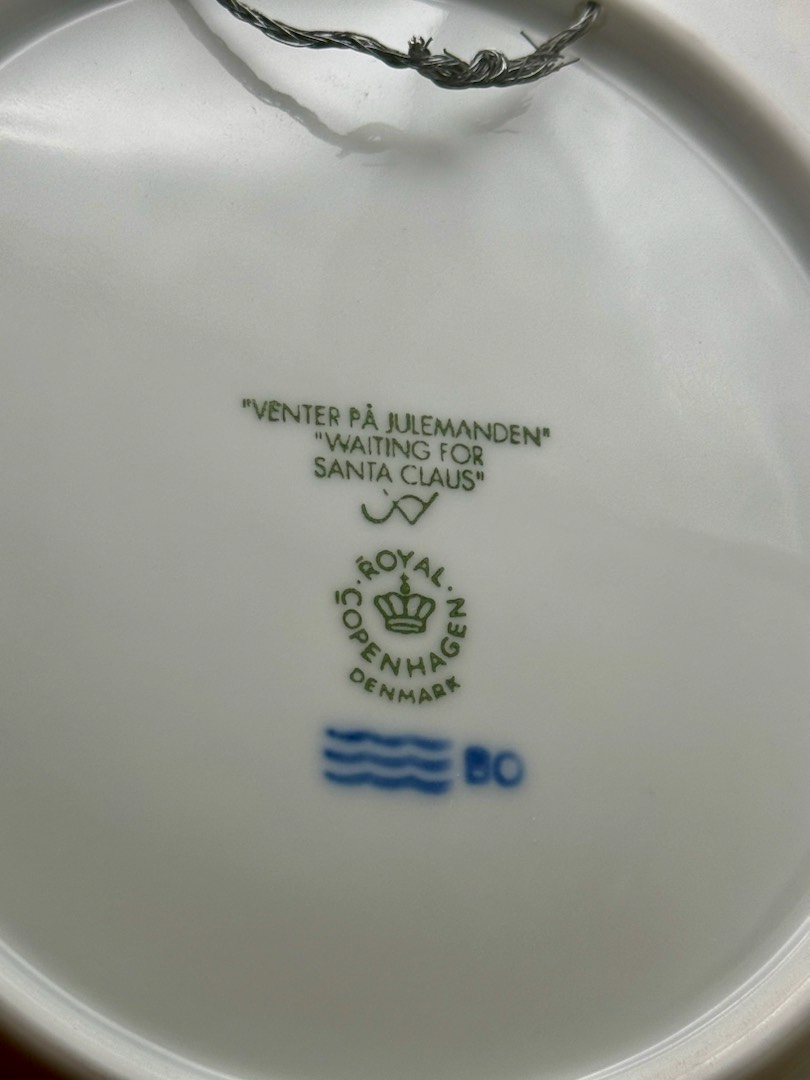 "VENTER PÅ JULEMANDEN"
"WAITING FOR
SANTA CLAUS"
ROYAL
COPENHAGEN
DENMARK
BO